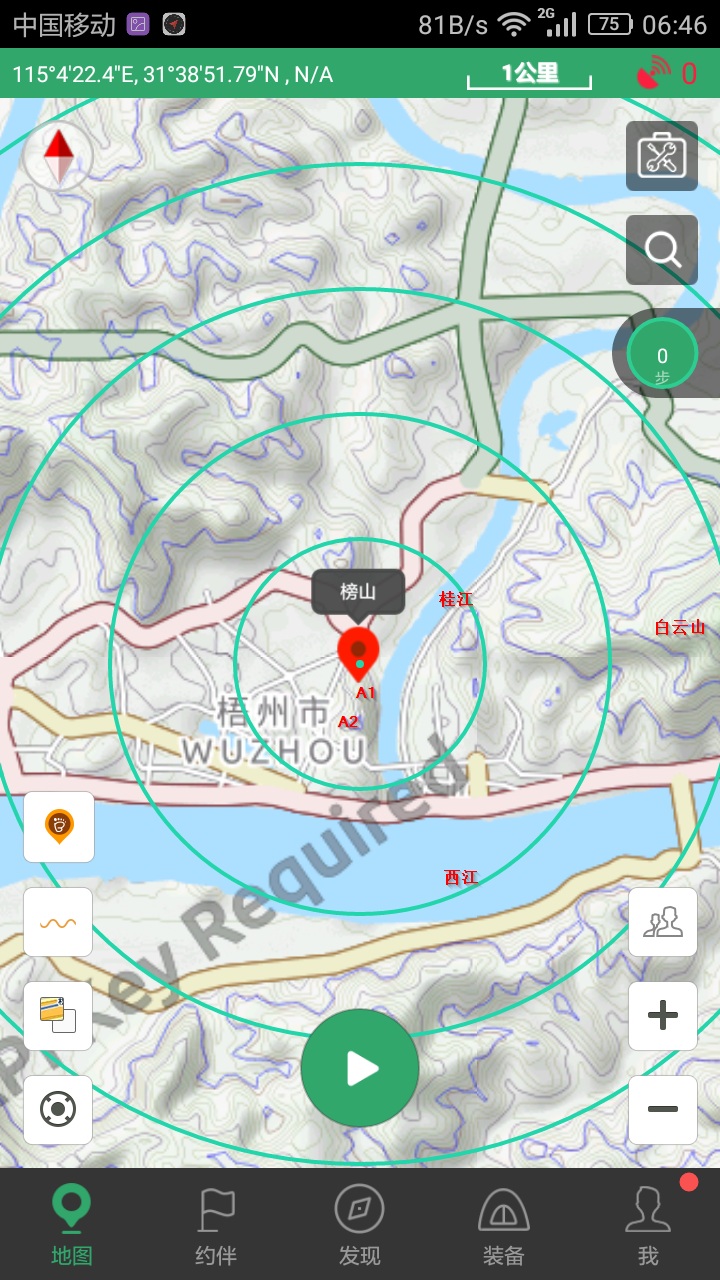 中国移动
81B/s 2G 75 06:46
115°4'22.4"E, 31°38'51.79"N , N/A
1公里
0
0
步
榜山
桂江
白云山
A1
梧州市
A2
WUZHOU
西江
API Key Required
地图
约伴
发现
装备
我